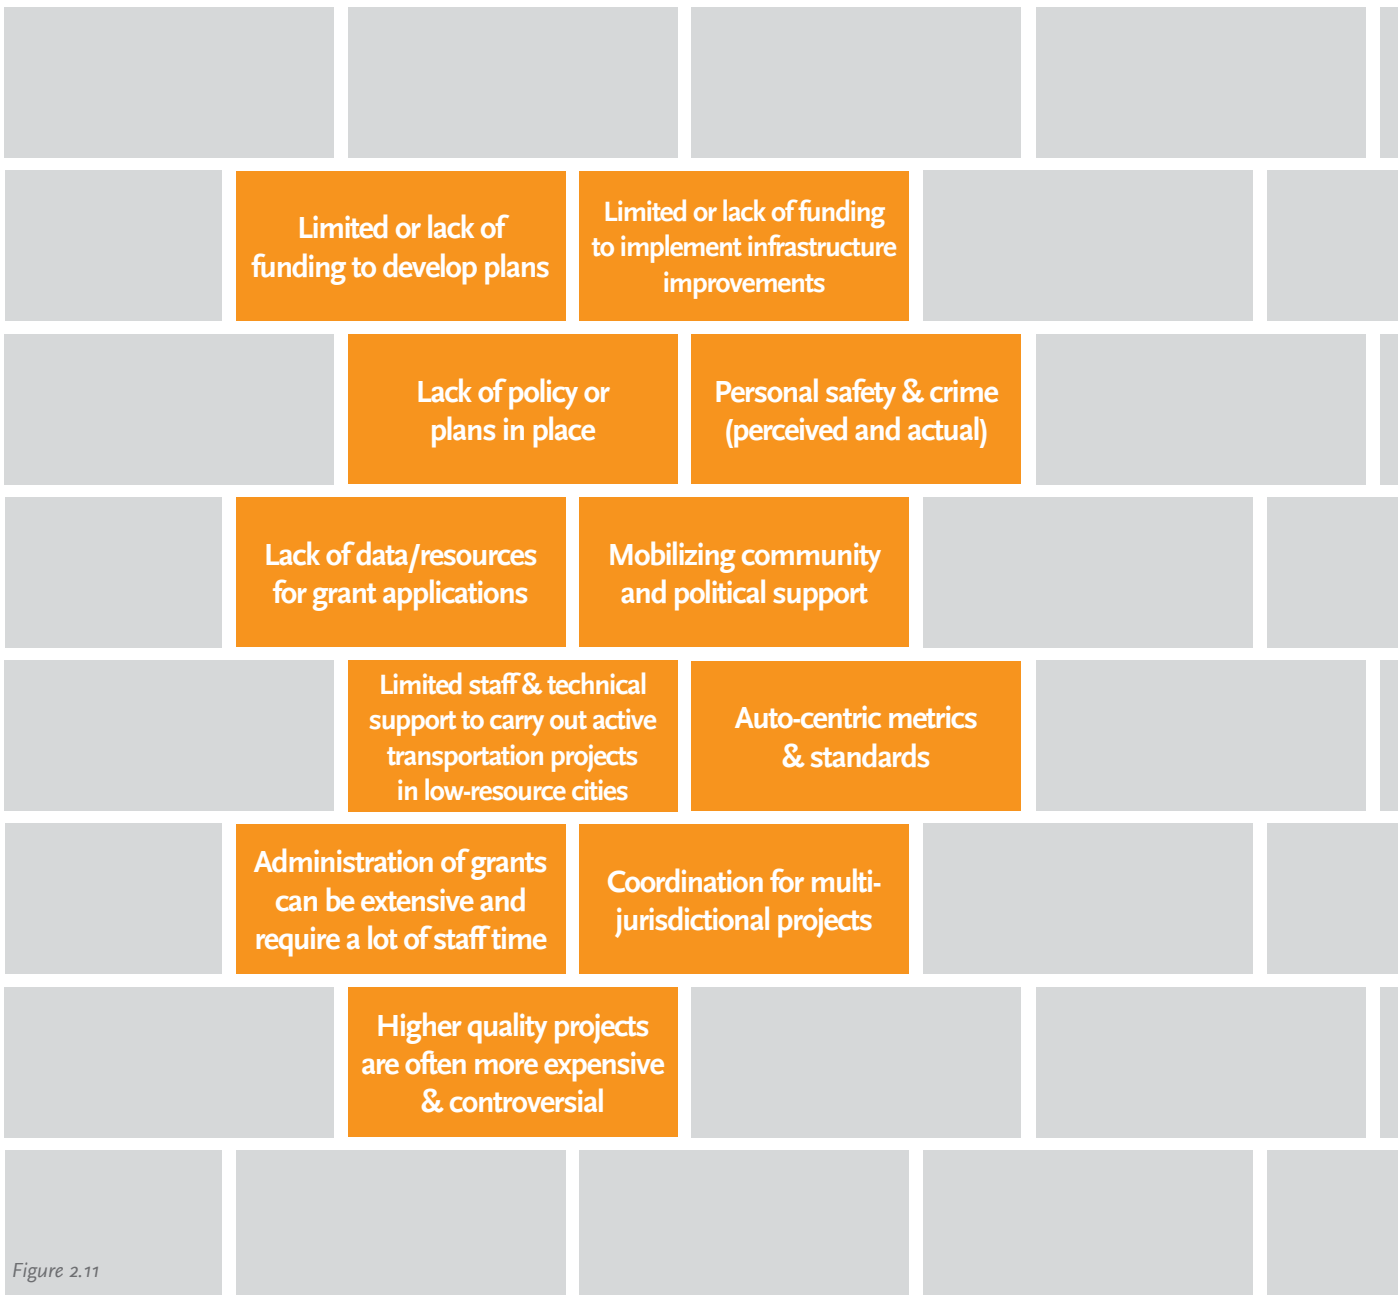 Limited or lack of
funding to develop plans
Limited or lack of funding
to implement infrastructure
improvements
Lack of policy or
plans in place
Personal safety & crime
(perceived and actual)
Lack of data/resources
for grant applications
Mobilizing community
and political support
Limited staff & technical
support to carry out active
transportation projects
in low-resource cities
Auto-centric metrics
& standards
Administration of grants
can be extensive and
require a lot of staff time
Coordination for multi-
jurisdictional projects
Higher quality projects
are often more expensive
& controversial
Figure 2.11